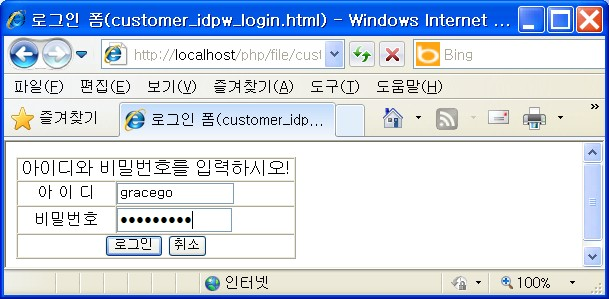 로그인 폼(customer_idpw_login.html) - Windows Internet ...
http://localhost/php/file/cust
Bing
파일(F) 편집(E) 보기(V) 즐겨찾기(A) 도구(T) 도움말(H)
즐겨찾기 로그인 폼(customer_idp...
아이디와 비밀번호를 입력하시오!
아 이 디 gracego
비밀번호 •••••••••
로그인 취소
인터넷 100%